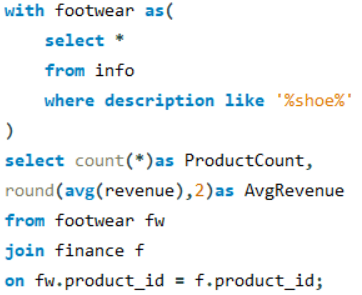 with footwear as(
select *
from info
where description like '%shoe%'
)
select count(*)as ProductCount,
round(avg(revenue),2)as AvgRevenue
from footwear fw
join finance f
on fw.product_id = f.product_id;